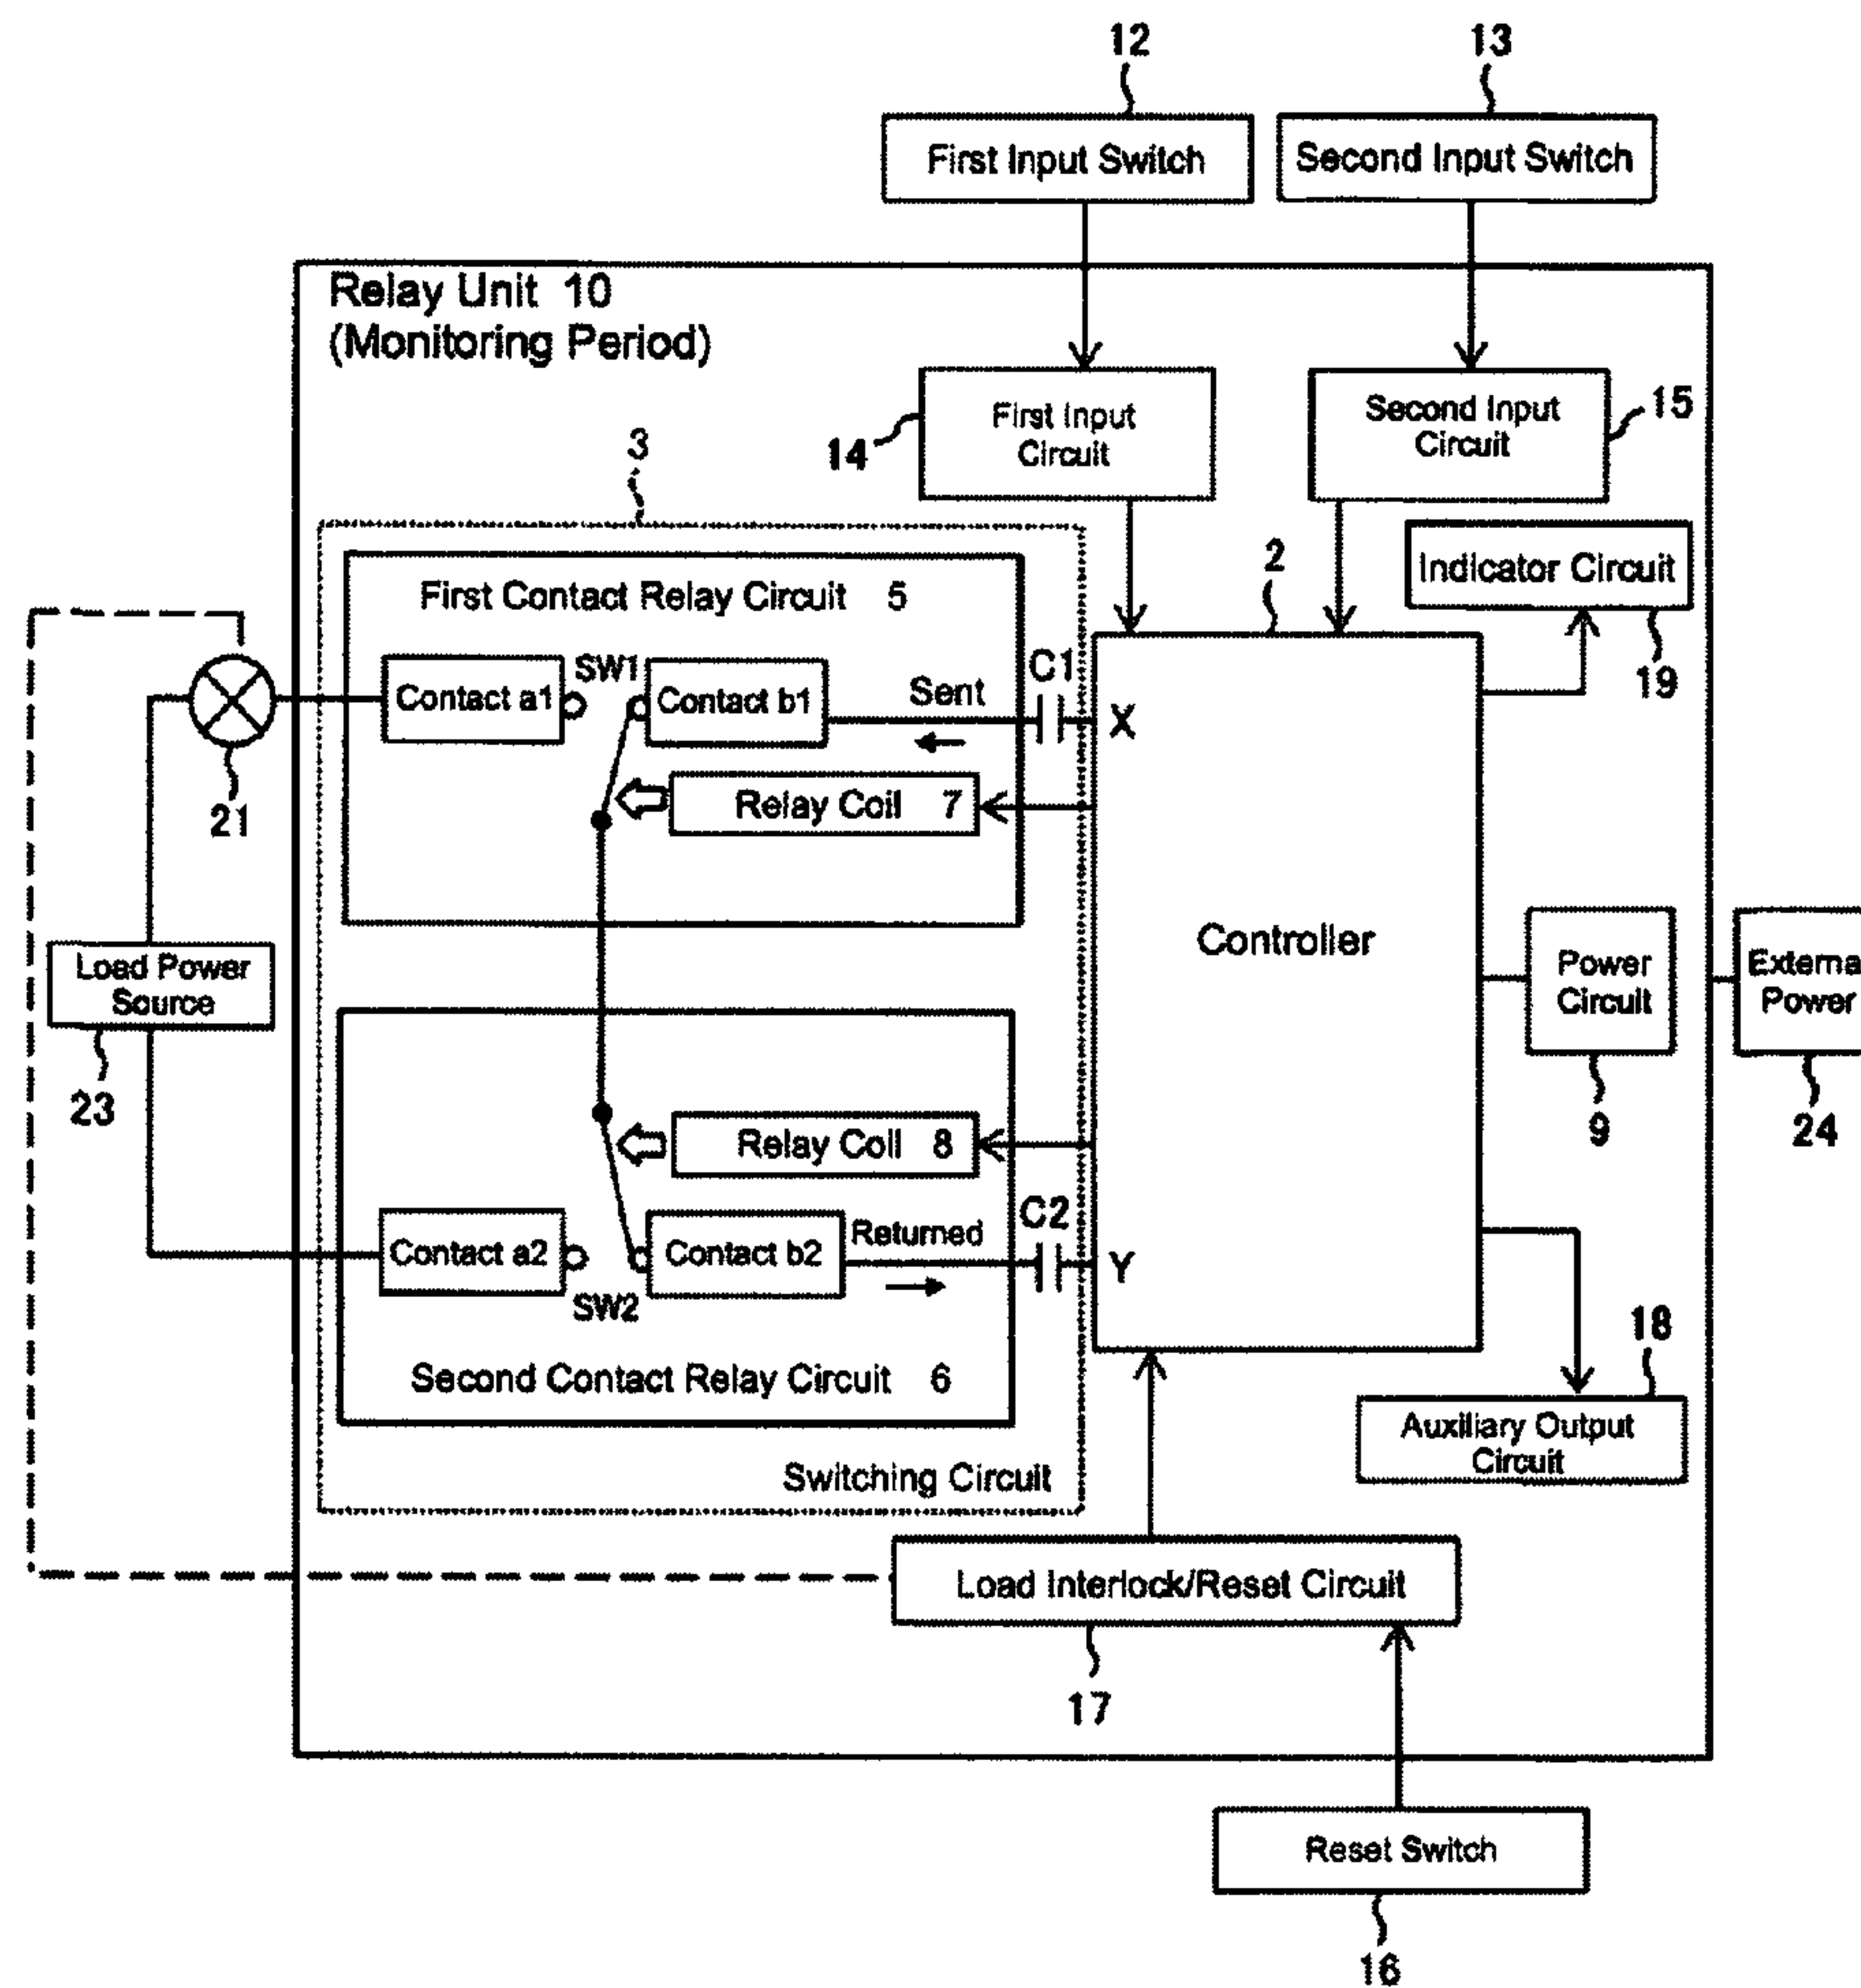 12
13
First Input Switch
Second Input Switch
Relay Unit 10
(Monitoring Period)
First Input
Circuit
14
Second Input
Circuit
15
3
2
Indicator Circuit
19
First Contact Relay Circuit 5
Contact a1
SW1
Contact b1
Sent
C1
X
21
Relay Coil 7
Controller
Load Power
Source
23
Power
Circuit
9
Externa
Power
24
Relay Coil 8
Contact a2
SW2
Contact b2
Returned
C2
Y
Second Contact Relay Circuit 6
18
Auxiliary Output
Circuit
Switching Circuit
Load Interlock/Reset Circuit
17
Reset Switch
16